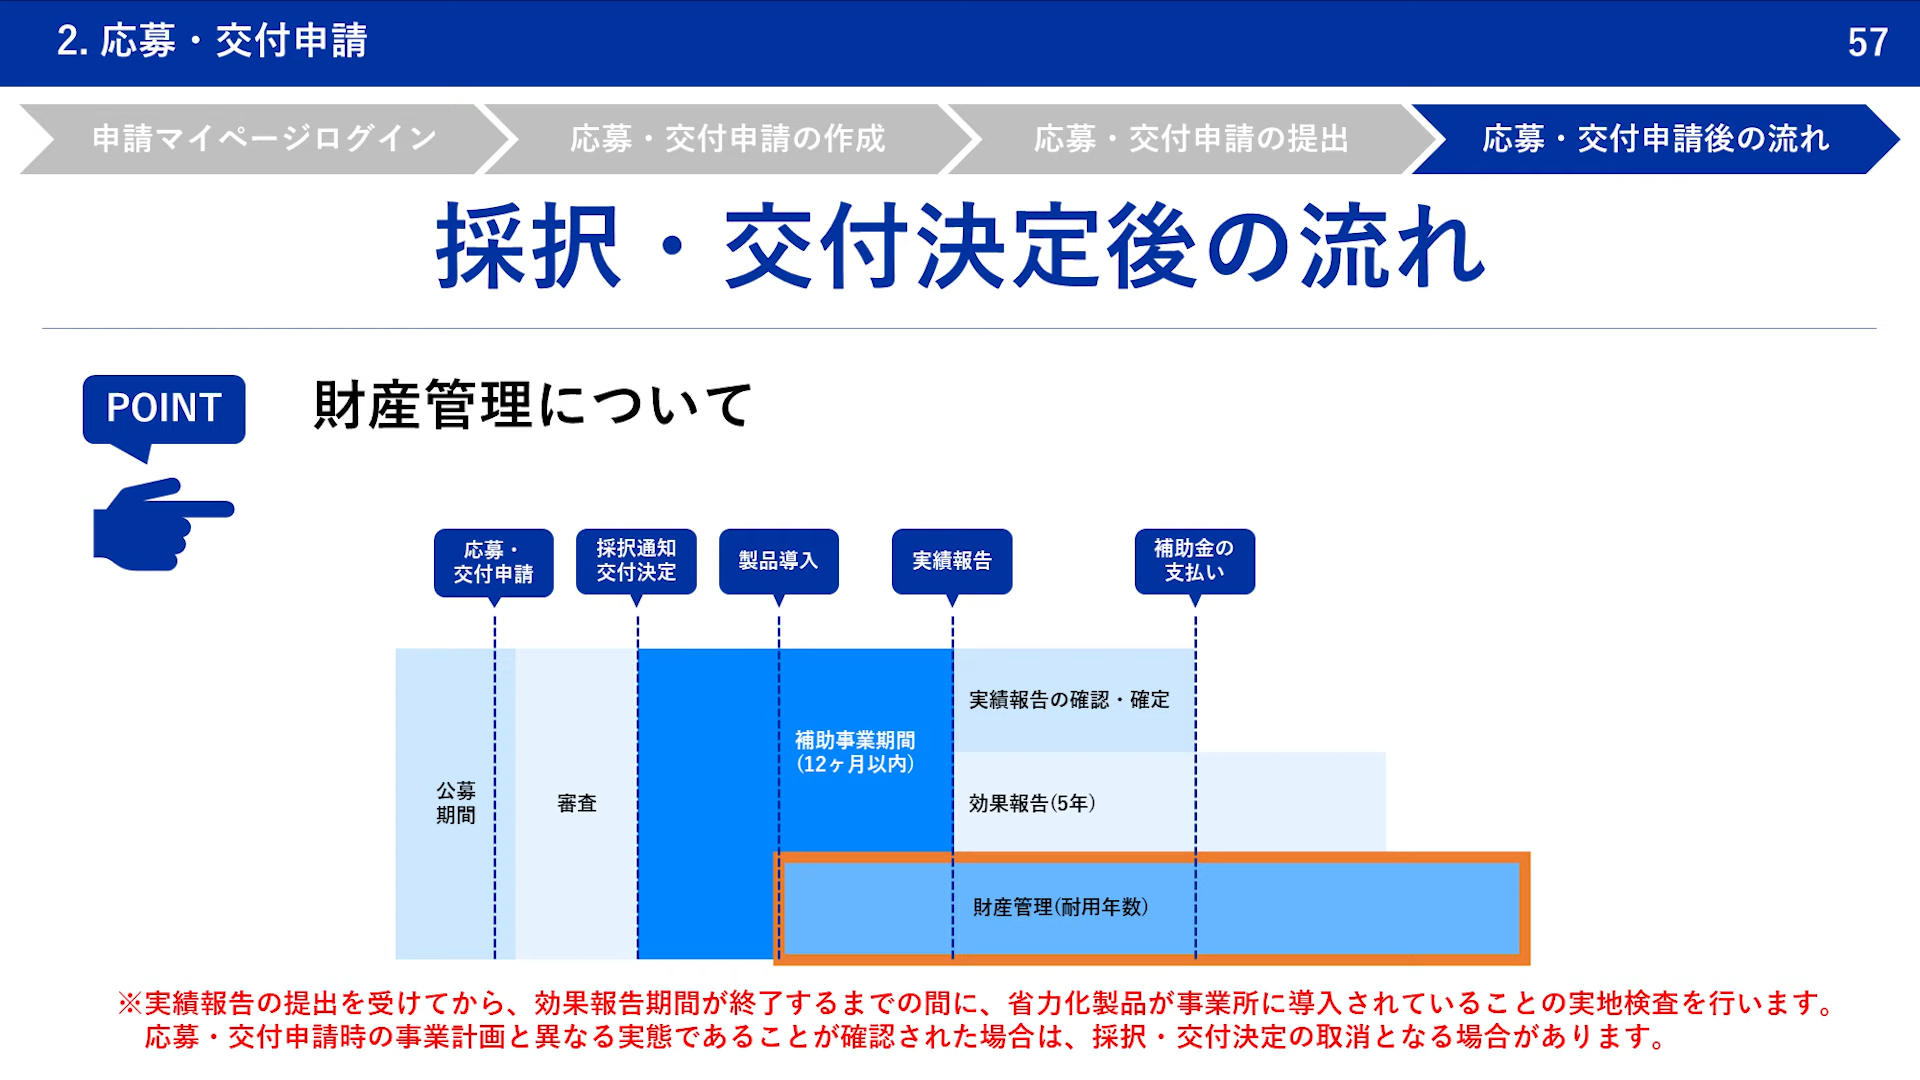 2. 応募・交付申請
57
申請マイページログイン
応募・交付申請の作成
応募・交付申請の提出
応募・交付申請後の流れ
採択・交付決定後の流れ
POINT
財産管理について
応募・
交付申請
採択通知
交付決定
製品導入
実績報告
補助金の
支払い
公募
期間
審査
補助事業期間
(12ヶ月以内)
実績報告の確認・確定
効果報告(5年)
財産管理(耐用年数)
※実績報告の提出を受けてから、効果報告期間が終了するまでの間に、省力化製品が事業所に導入されていることの実地検査を行います。
応募・交付申請時の事業計画と異なる実態であることが確認された場合は、採択・交付決定の取消となる場合があります。